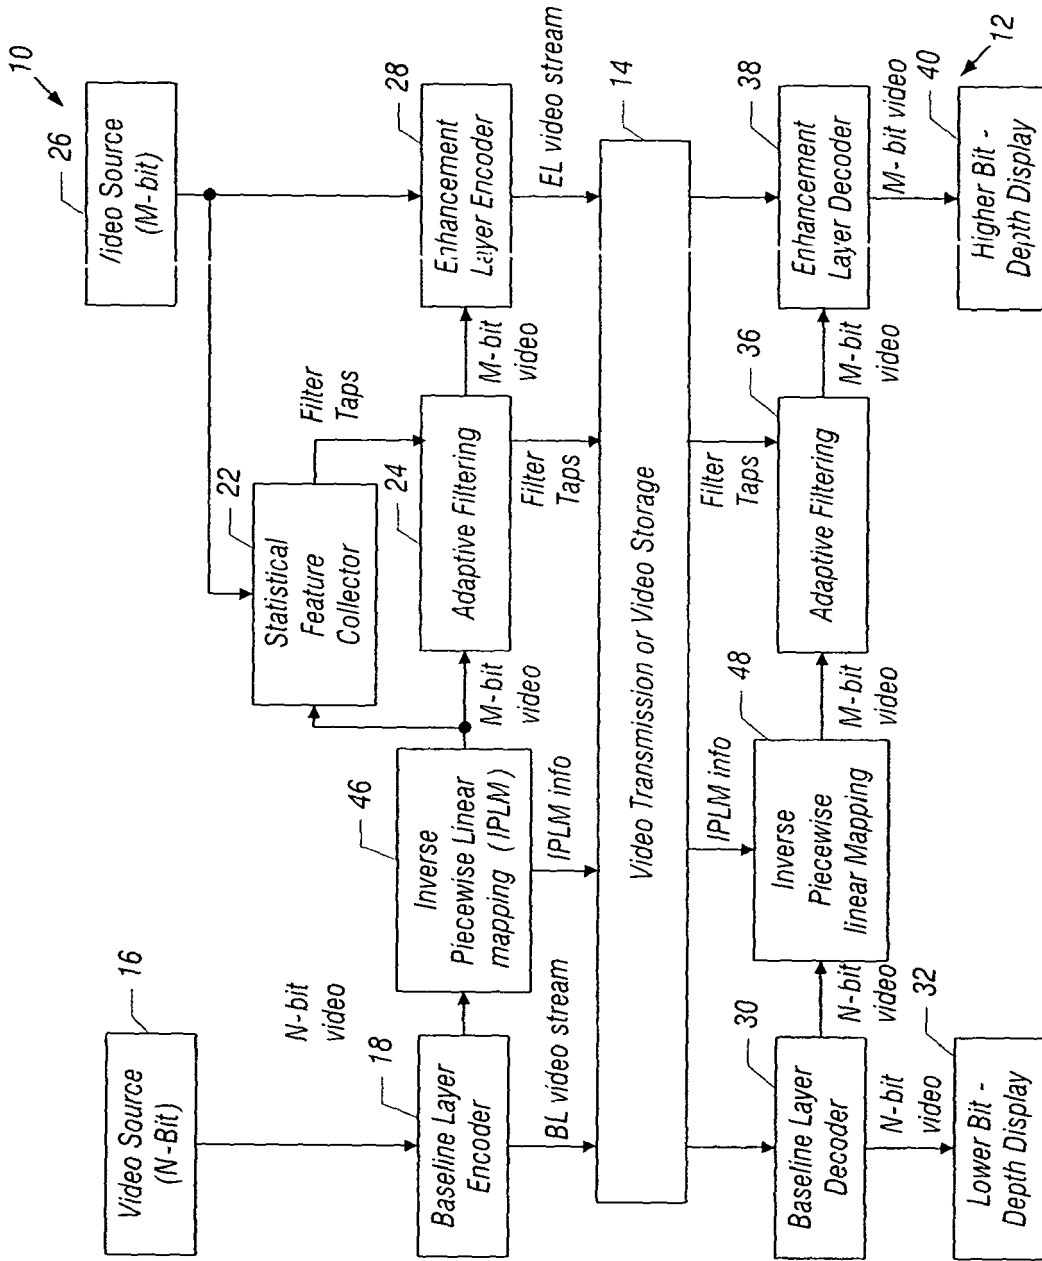 10
26
Video Source
(M-bit)
16
Video Source
(N-Bit)
22
Statistical
Feature
Collector
Filter
Taps
N-bit
video
18
Baseline Layer
Encoder
46
Inverse
Piecewise Linear
mapping (IPLM)
M-bit
video
24
Adaptive Filtering
M-bit
video
28
Enhancement
Layer Encoder
BL video stream
IPLM info
Filter
Taps
EL video stream
14
Video Transmission or Video Storage
IPLM info
Filter
Taps
30
Baseline Layer
Decoder
N-bit
video
48
Inverse
Piecewise
linear Mapping
M-bit
video
36
Adaptive Filtering
M-bit
video
38
Enhancement
Layer Decoder
N-bit
video
M-bit video
32
Lower Bit -
Depth Display
40
Higher Bit -
Depth Display
12